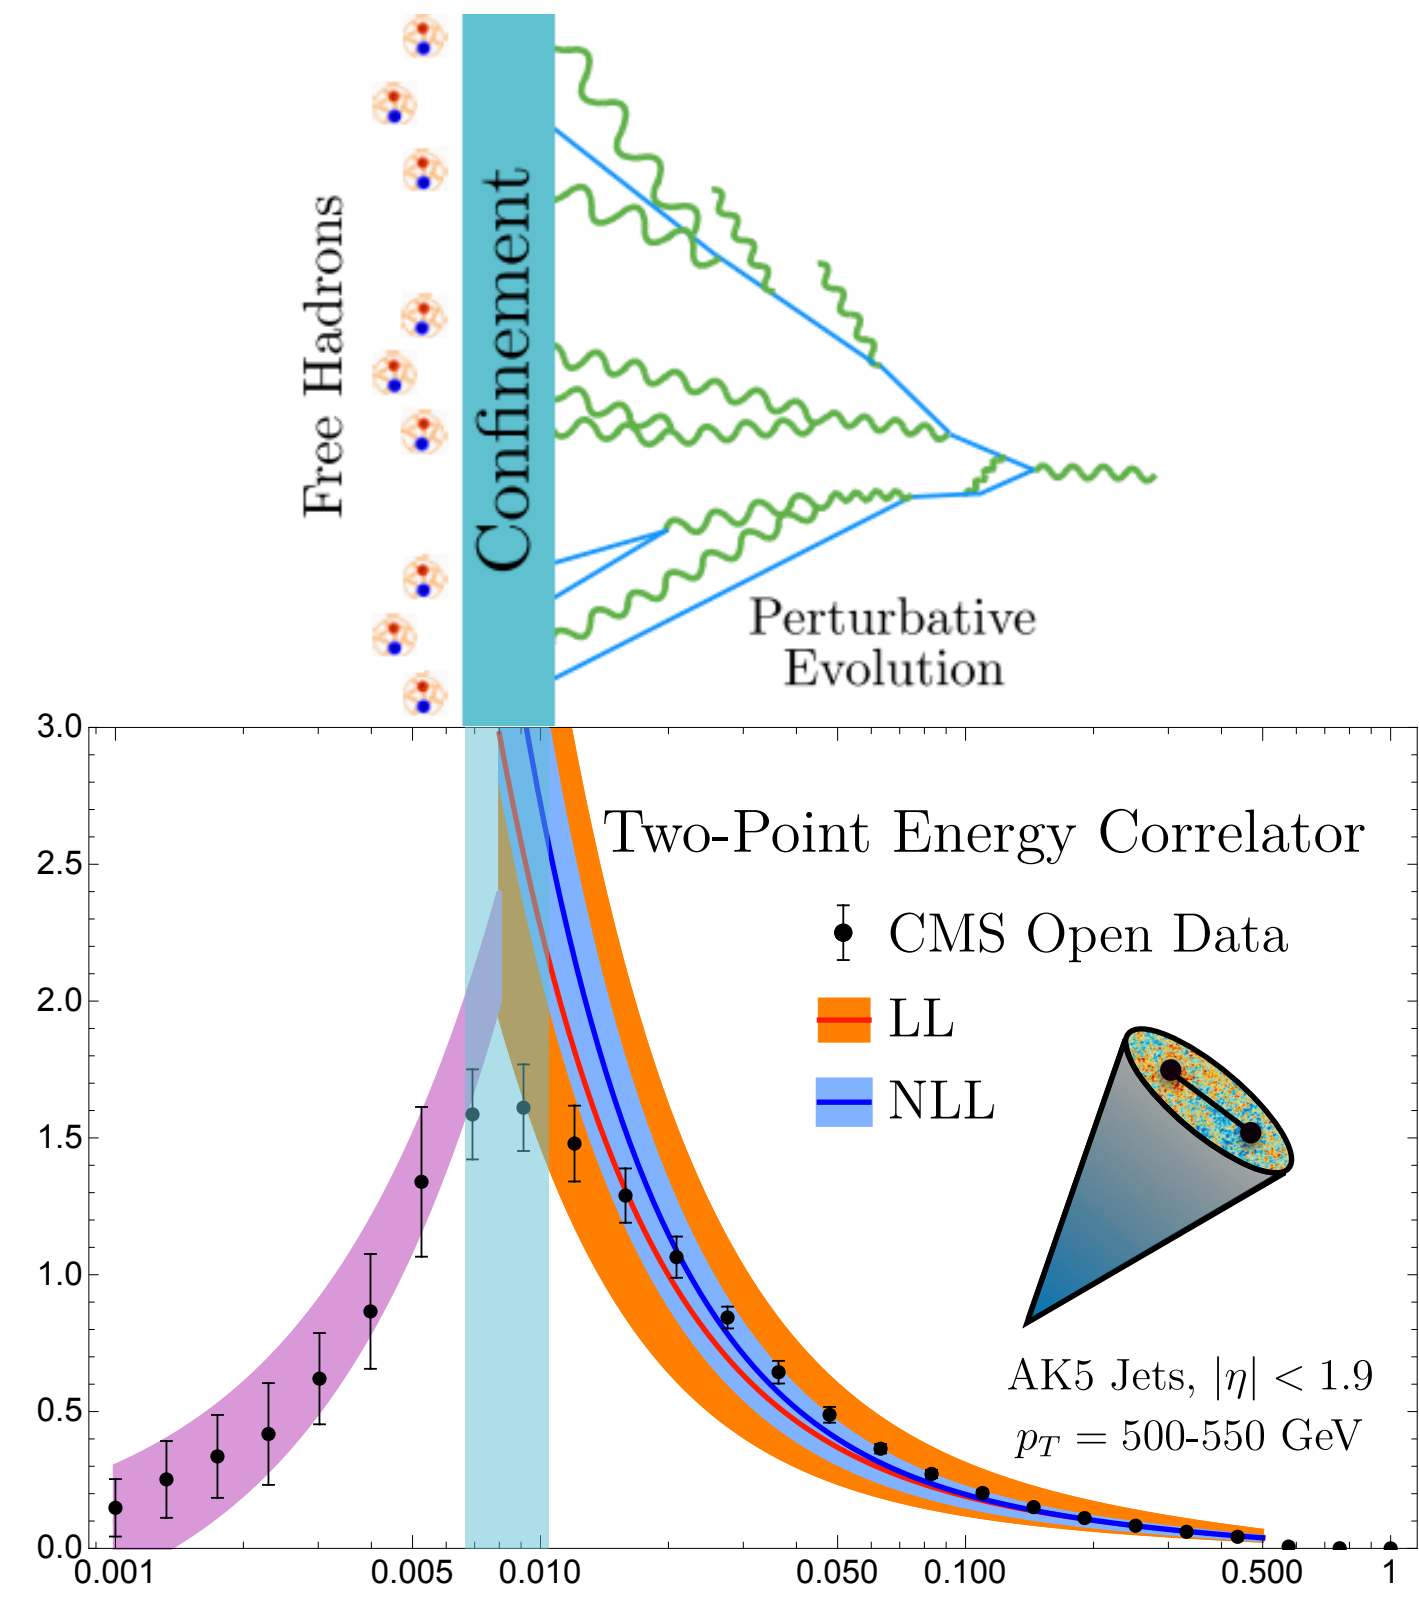 Free Hadrons
Confinement
Perturbative
Evolution
3.0
2.5
2.0
1.5
1.0
0.5
0.0
Two-Point Energy Correlator
CMS Open Data
LL
NLL
AK5 Jets, |η| < 1.9
p_T = 500-550 GeV
0.001 0.005 0.010 0.050 0.100 0.500 1